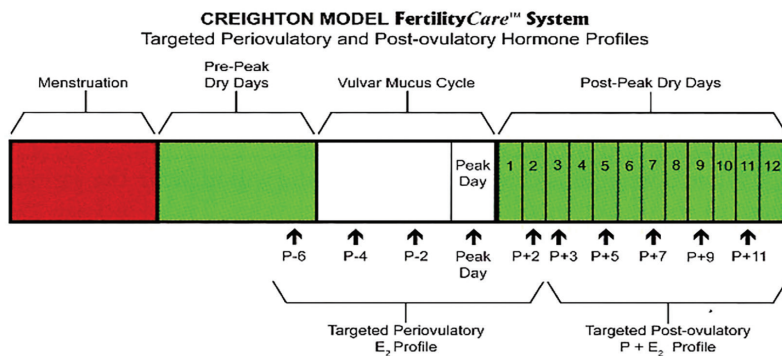 CREIGHTON MODEL FertilityCare™ System
Targeted Periovulatory and Post-ovulatory Hormone Profiles
Menstruation
Pre-Peak
Dry Days
Vulvar Mucus Cycle
Post-Peak Dry Days
Peak
Day
1 2 3 4 5 6 7 8 9 10 11 12
P-6 P-4 P-2 Peak
Day P+2 P+3 P+5 P+7 P+9 P+11
Targeted Periovulatory
E₂ Profile
Targeted Post-ovulatory
P + E₂ Profile